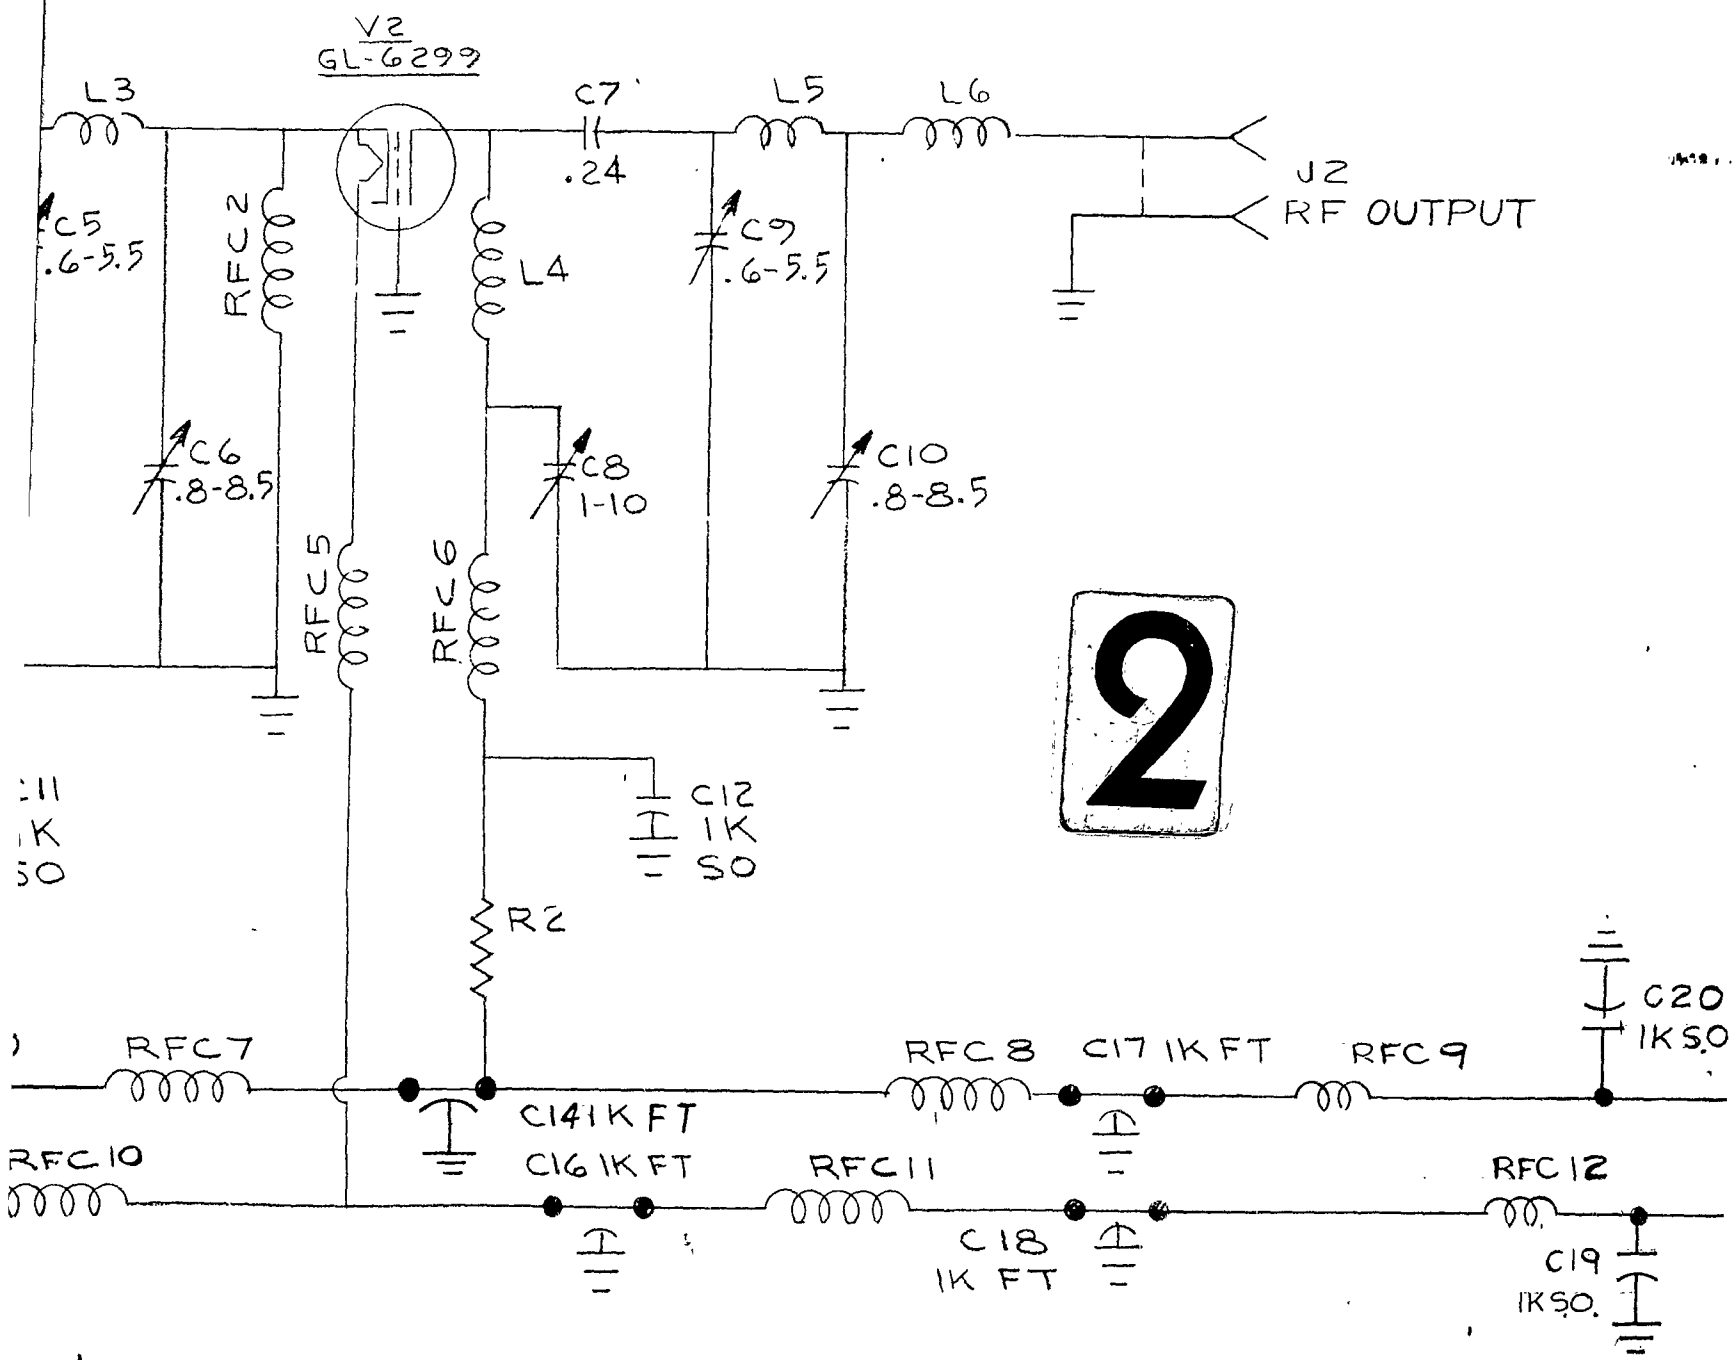 V2
GL-6299
L3
C7
.24
L5
L6
J2
RF OUTPUT
C5
.6-5.5
RFC2
L4
C9
.6-5.5
C6
.8-8.5
C8
1-10
C10
.8-8.5
RFC5
RFC6
2
11
K
C12
1K
SO
R2
C20
1K SO
RFC7
RFC8
C17 1K FT
RFC9
C14 1K FT
RFC10
C16 1K FT
RFC11
RFC12
C18
1K FT
C19
1K SO.